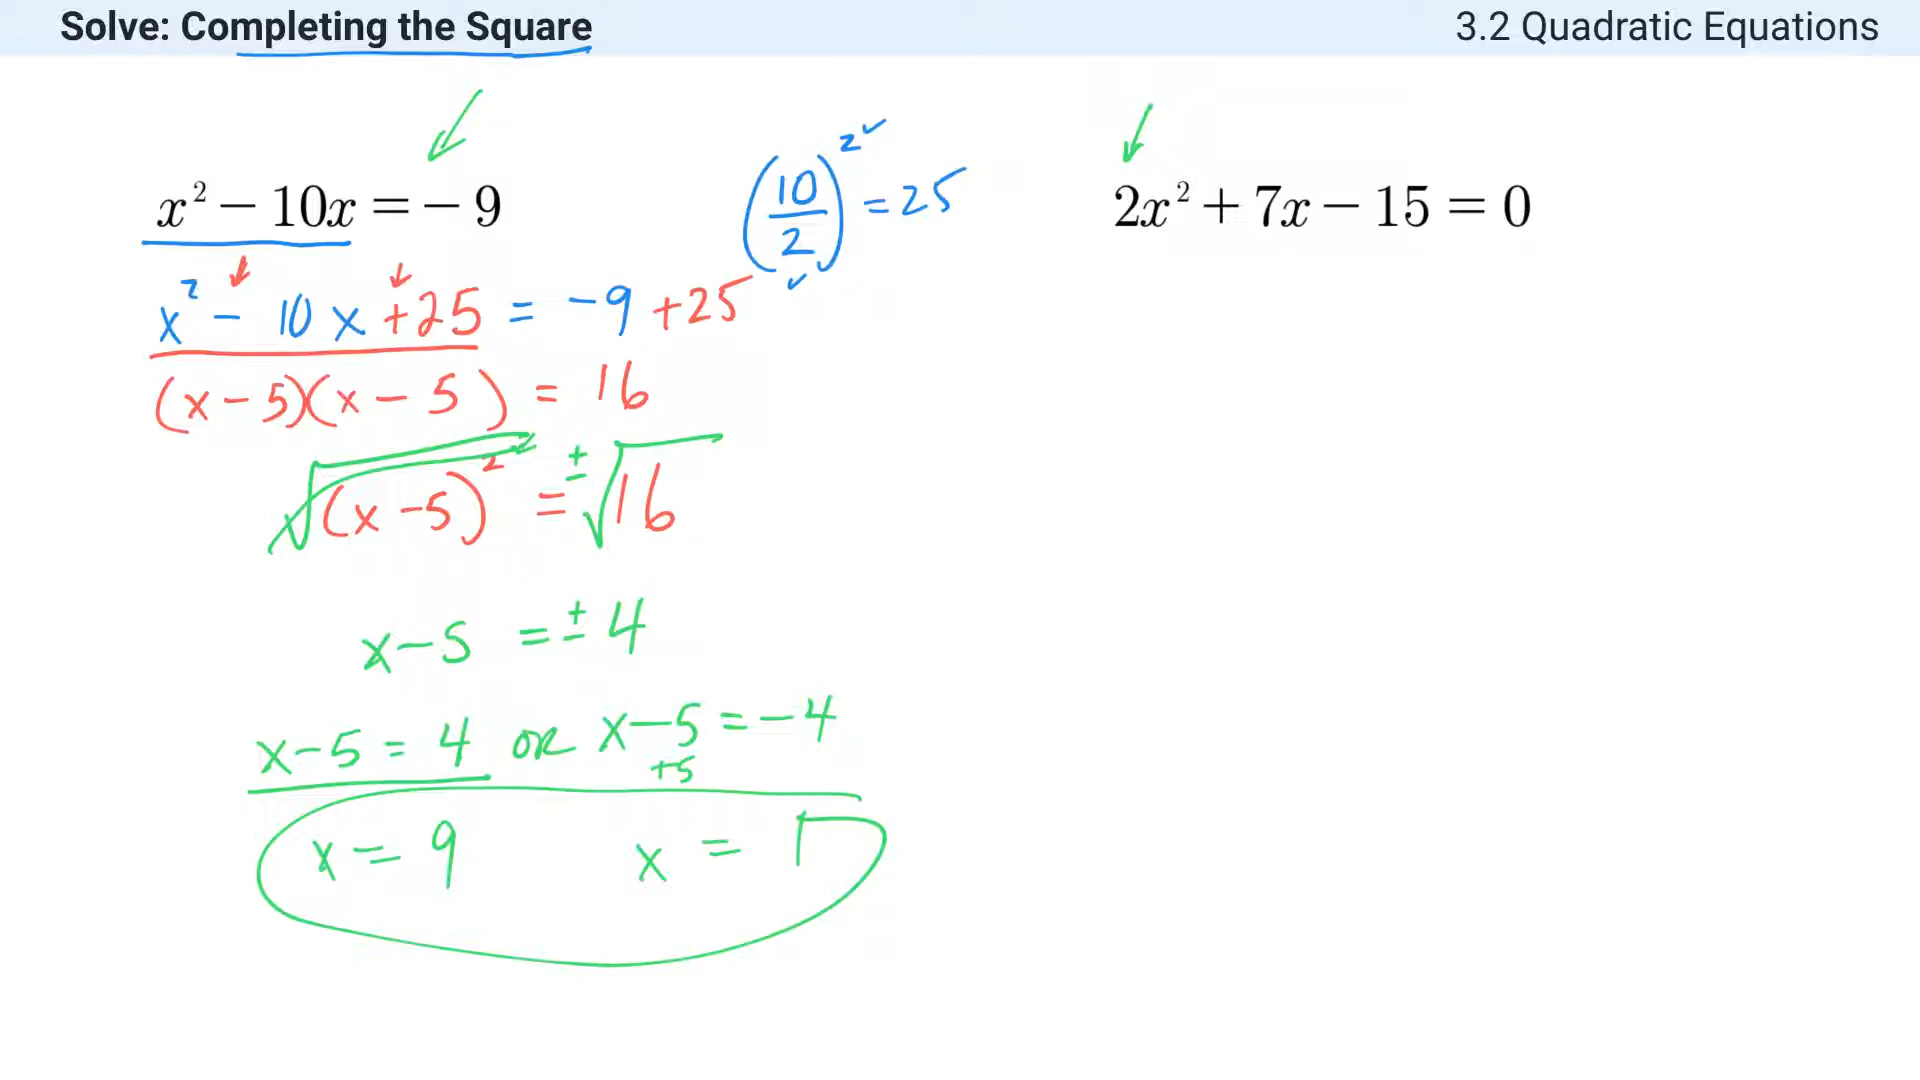 Solve: Completing the Square
3.2 Quadratic Equations
x² − 10x = − 9
(10/2)² = 25
x² − 10x + 25 = −9 + 25
(x − 5)(x − 5) = 16
√(x − 5)² = ± √16
x − 5 = ± 4
x − 5 = 4 or x − 5 = −4
+5
x = 9 x = 1
2x² + 7x − 15 = 0